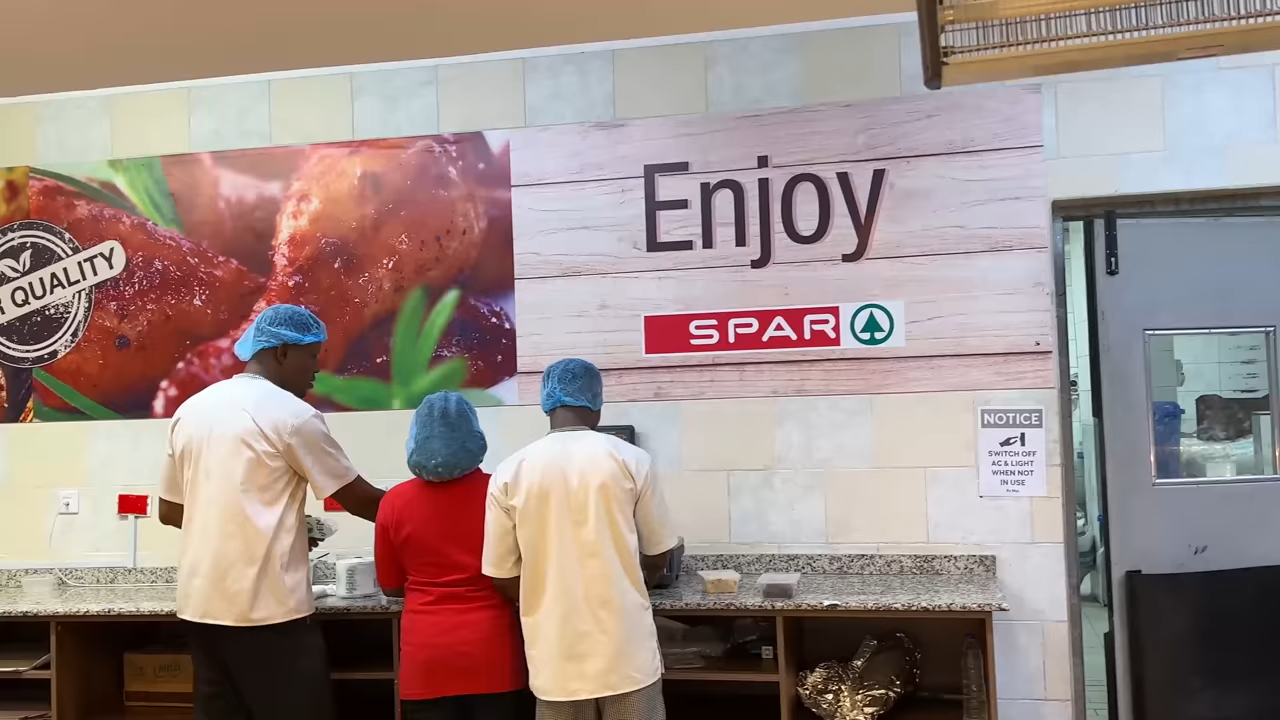 Enjoy
QUALITY
SPAR
NOTICE
SWITCH OFF
AC & LIGHT
WHEN NOT
IN USE